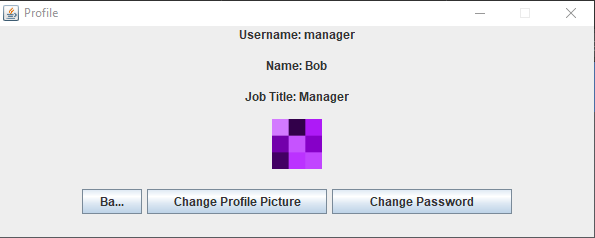 Profile
Username: manager
Name: Bob
Job Title: Manager
Ba... Change Profile Picture Change Password